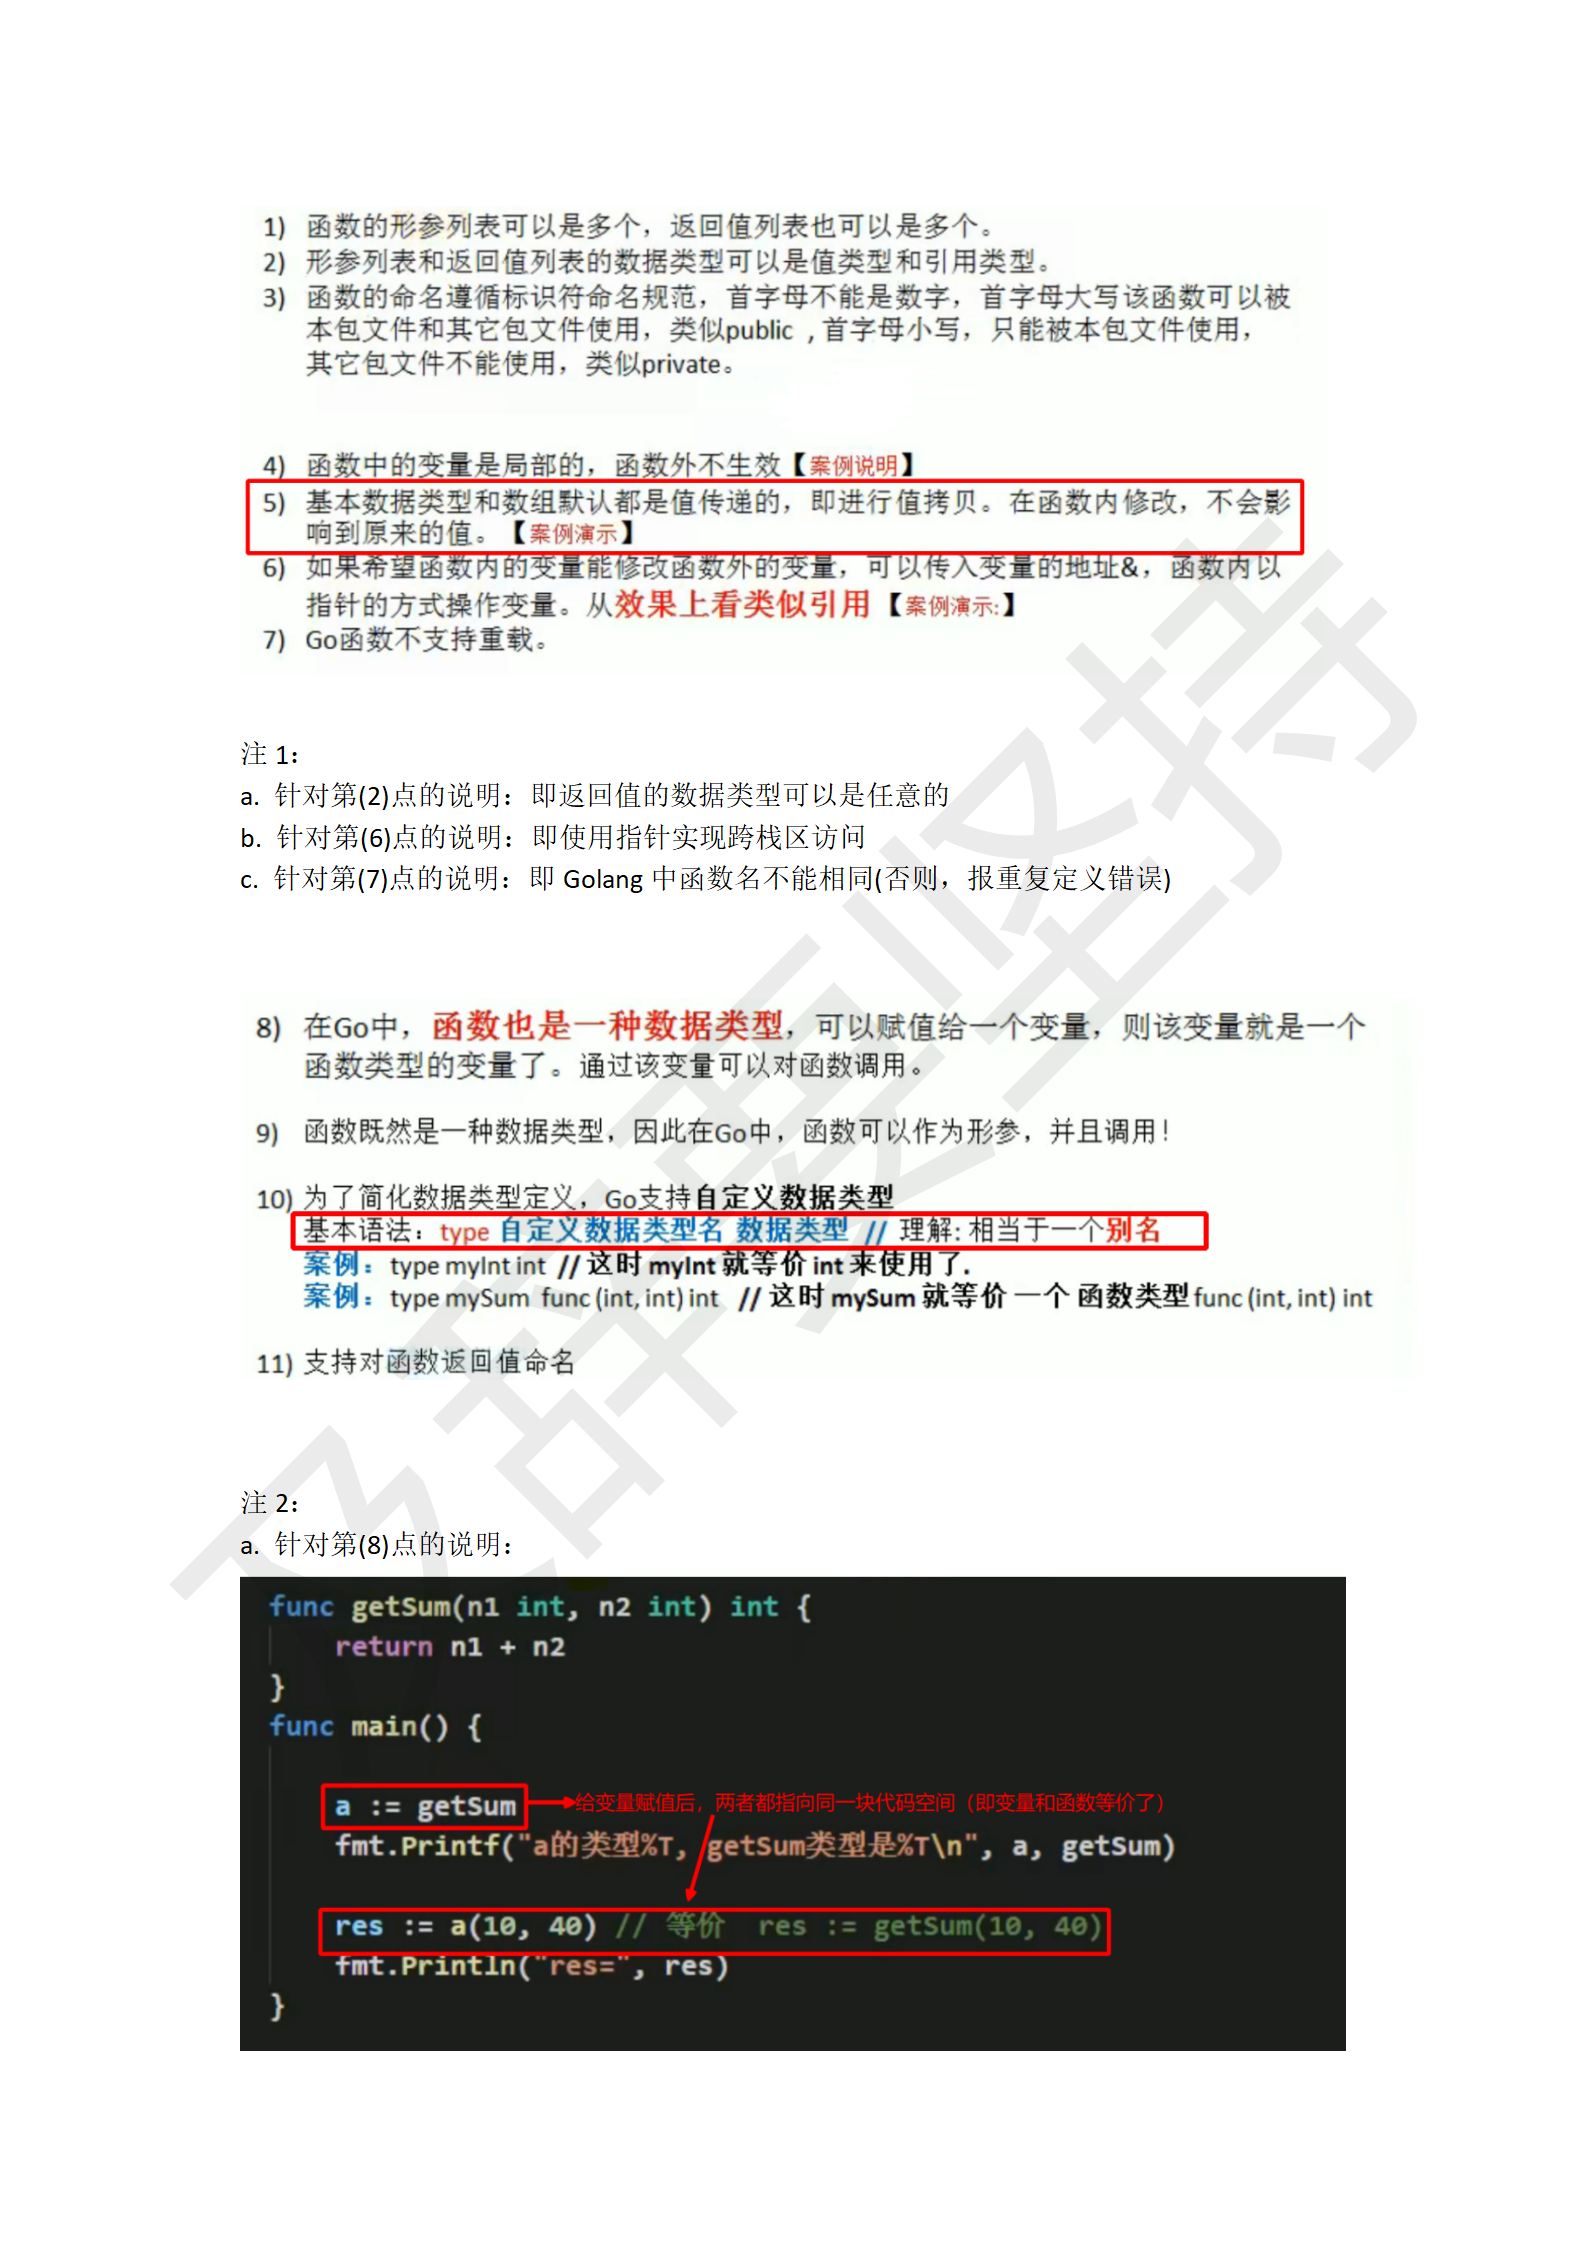 1) 函数的形参列表可以是多个，返回值列表也可以是多个。
2) 形参列表和返回值列表的数据类型可以是值类型和引用类型。
3) 函数的命名遵循标识符命名规范，首字母不能是数字，首字母大写该函数可以被
本包文件和其它包文件使用，类似public , 首字母小写，只能被本包文件使用，
其它包文件不能使用，类似private。
4) 函数中的变量是局部的，函数外不生效【案例说明】
5) 基本数据类型和数组默认都是值传递的，即进行值拷贝。在函数内修改，不会影
响到原来的值。【案例演示】
6) 如果希望函数内的变量能修改函数外的变量，可以传入变量的地址&，函数内以
指针的方式操作变量。从效果上看类似引用【案例演示:】
7) Go函数不支持重载。
注 1：
a. 针对第(2)点的说明：即返回值的数据类型可以是任意的
b. 针对第(6)点的说明：即使用指针实现跨栈区访问
c. 针对第(7)点的说明：即 Golang 中函数名不能相同(否则，报重复定义错误)
8) 在Go中，函数也是一种数据类型，可以赋值给一个变量，则该变量就是一个
函数类型的变量了。通过该变量可以对函数调用。
9) 函数既然是一种数据类型，因此在Go中，函数可以作为形参，并且调用！
10) 为了简化数据类型定义，Go支持自定义数据类型
基本语法：type 自定义数据类型名 数据类型 // 理解: 相当于一个别名
案例：type myInt int // 这时 myInt 就等价 int 来使用了.
案例：type mySum func (int, int) int // 这时 mySum 就等价 一个 函数类型 func (int, int) int
11) 支持对函数返回值命名
注 2：
a. 针对第(8)点的说明：
func getSum(n1 int, n2 int) int {
return n1 + n2
}
func main() {
a := getSum 给变量赋值后，两者都指向同一块代码空间（即变量和函数等价了）
fmt.Printf("a的类型%T, getSum类型是%T\n", a, getSum)
res := a(10, 40) // 等价 res := getSum(10, 40)
fmt.Println("res=", res)
}